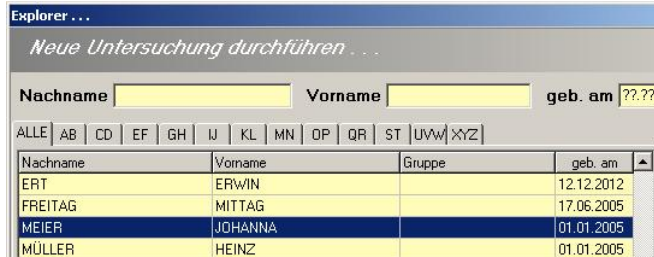 Explorer . . .
Neue Untersuchung durchführen . . .
Nachname Vorname geb. am ??.??
ALLE AB CD EF GH IJ KL MN OP QR ST UVW XYZ
Nachname Vorname Gruppe geb. am
ERT ERWIN 12.12.2012
FREITAG MITTAG 17.06.2005
MEIER JOHANNA 01.01.2005
MÜLLER HEINZ 01.01.2005